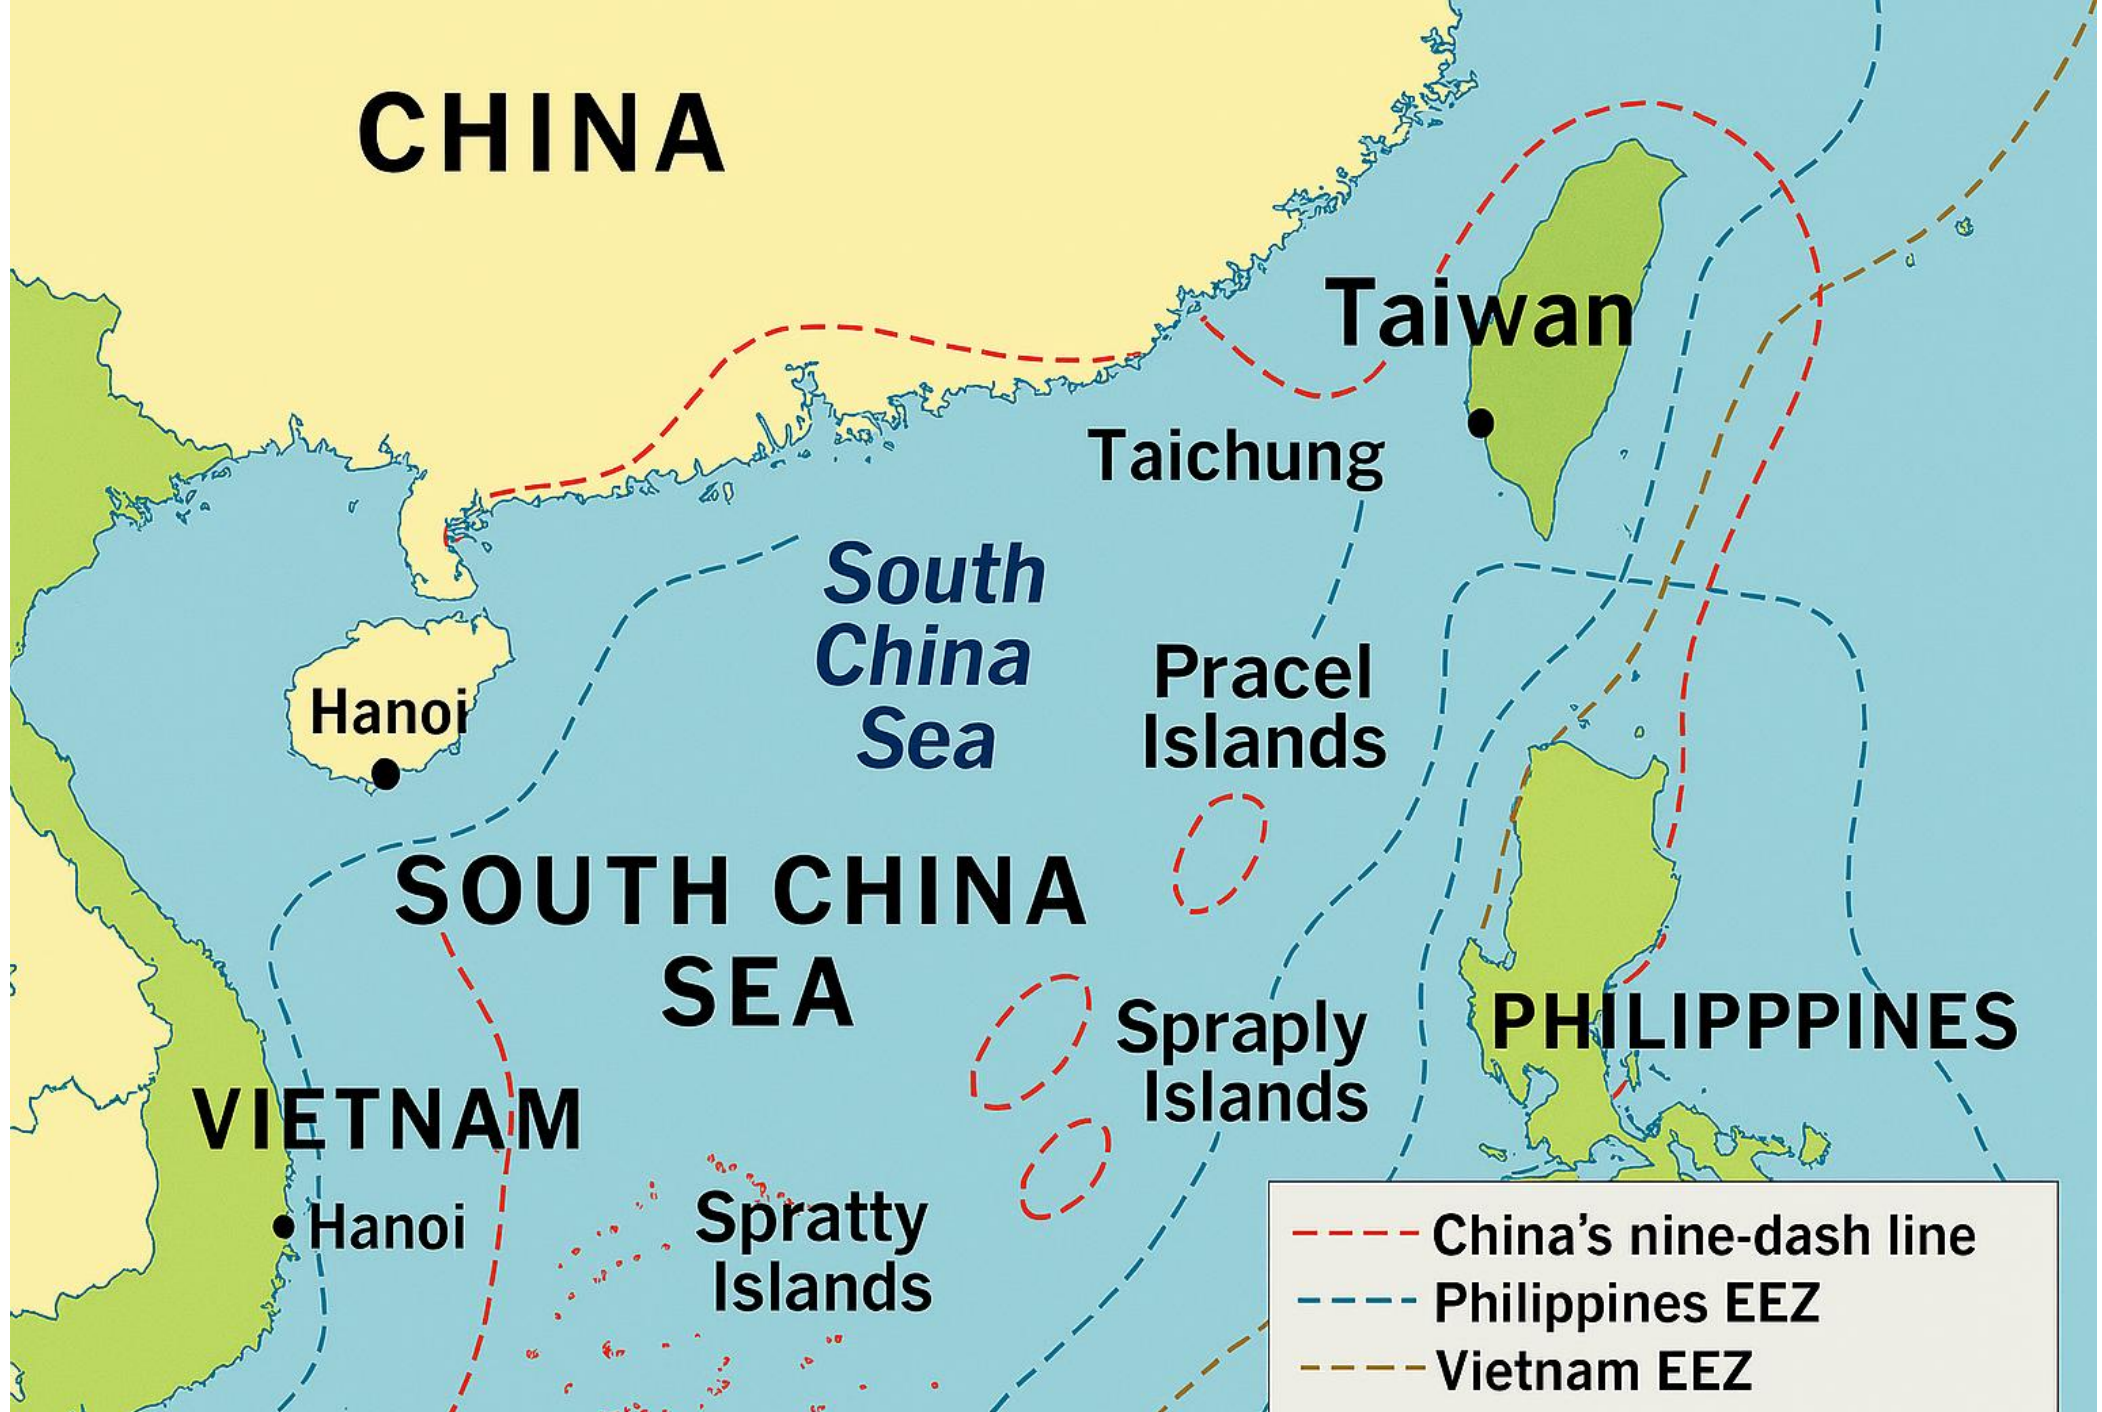 CHINA
Taiwan
Taichung
South
China
Sea
Pracel
Islands
Hanoi
SOUTH CHINA
SEA
Spraply
Islands
PHILIPPPINES
VIETNAM
Hanoi
Spratty
Islands
China's nine-dash line
Philippines EEZ
Vietnam EEZ